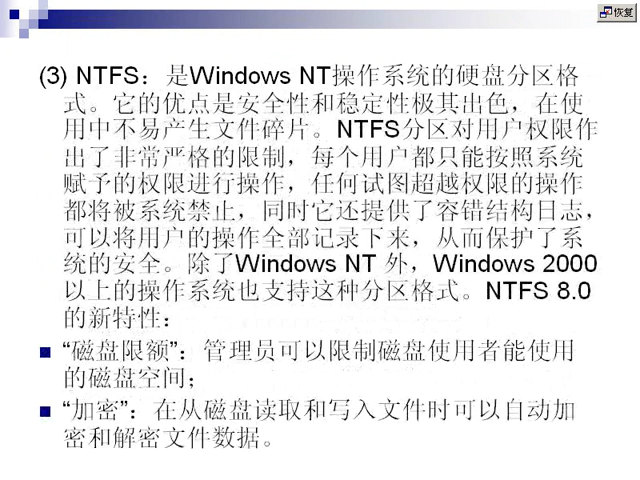 恢复
(3) NTFS：是Windows NT操作系统的硬盘分区格
式。它的优点是安全性和稳定性极其出色，在使
用中不易产生文件碎片。NTFS分区对用户权限作
出了非常严格的限制，每个用户都只能按照系统
赋予的权限进行操作，任何试图超越权限的操作
都将被系统禁止，同时它还提供了容错结构日志，
可以将用户的操作全部记录下来，从而保护了系
统的安全。除了Windows NT 外，Windows 2000
以上的操作系统也支持这种分区格式。NTFS 8.0
的新特性：
“磁盘限额”：管理员可以限制磁盘使用者能使用
的磁盘空间；
“加密”：在从磁盘读取和写入文件时可以自动加
密和解密文件数据。